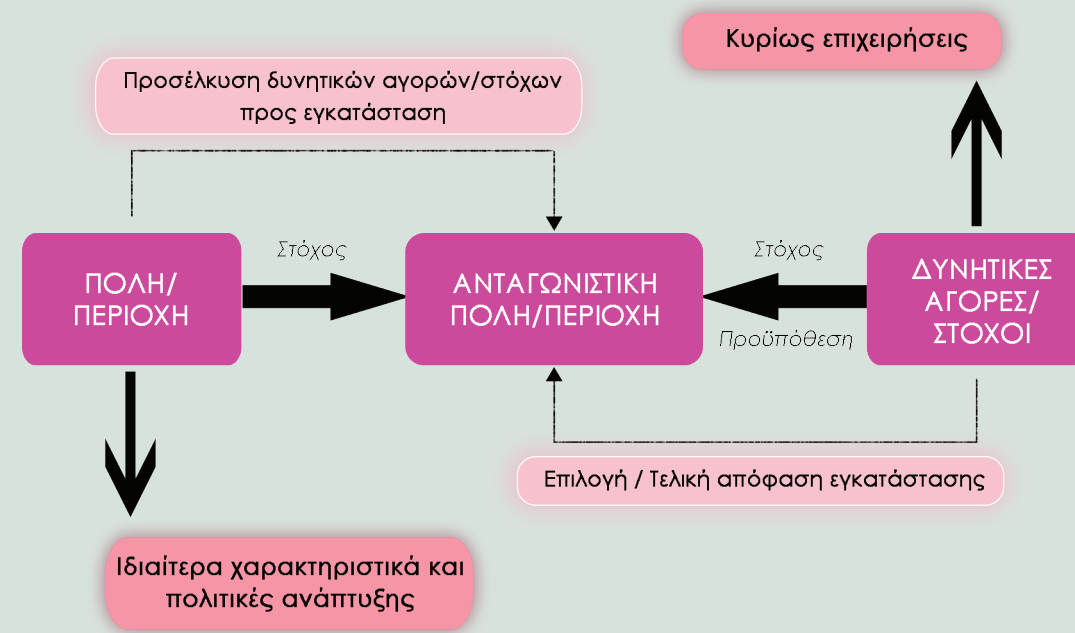 Κυρίως επιχειρήσεις
Προσέλκυση δυνητικών αγορών/στόχων
προς εγκατάσταση
ΠΟΛΗ/
ΠΕΡΙΟΧΗ
Στόχος
ΑΝΤΑΓΩΝΙΣΤΙΚΗ
ΠΟΛΗ/ΠΕΡΙΟΧΗ
Στόχος
Προϋπόθεση
ΔΥΝΗΤΙΚΕΣ
ΑΓΟΡΕΣ/
ΣΤΟΧΟΙ
Επιλογή / Τελική απόφαση εγκατάστασης
Ιδιαίτερα χαρακτηριστικά και
πολιτικές ανάπτυξης